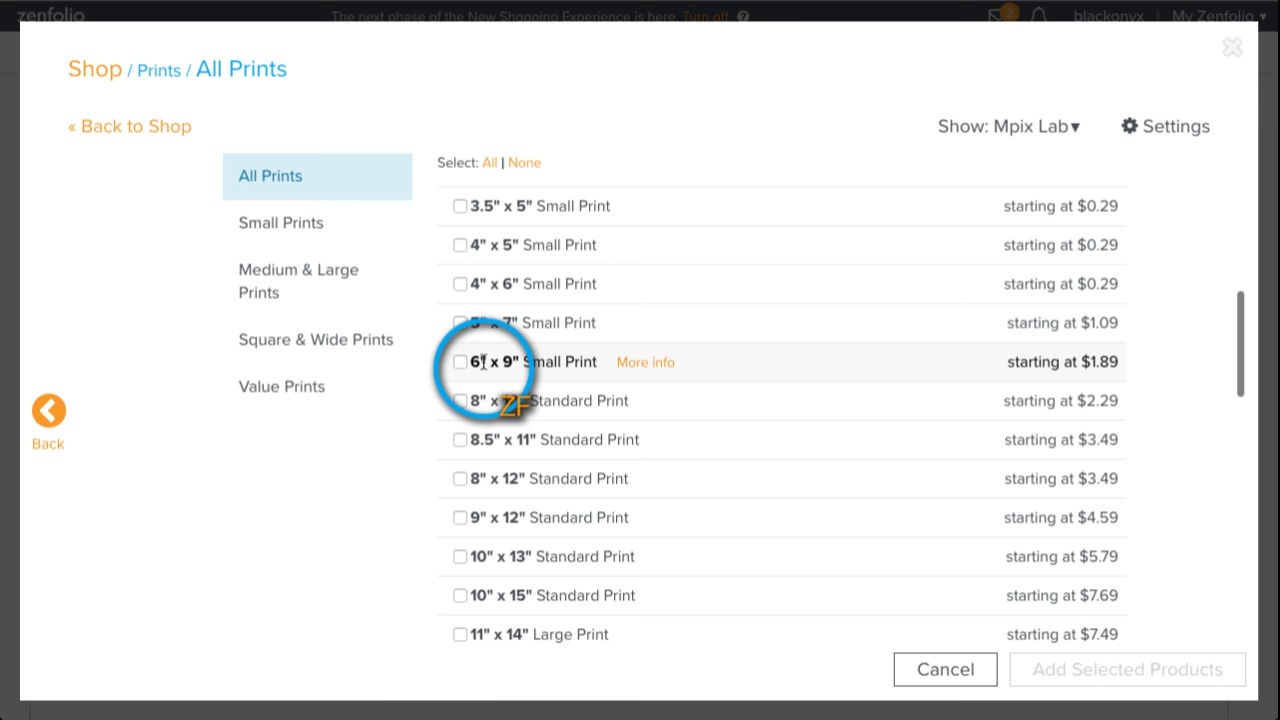 zenfolio
The next phase of the New Shopping Experience is here. Turn off ?
2
blackonyx | My Zenfolio ▾
Shop / Prints / All Prints
« Back to Shop
Show: Mpix Lab▾
Settings
All Prints
Small Prints
Medium & Large
Prints
Square & Wide Prints
Value Prints
Back
Select: All | None
3.5" x 5" Small Print starting at $0.29
4" x 5" Small Print starting at $0.29
4" x 6" Small Print starting at $0.29
5" x 7" Small Print starting at $1.09
6" x 9" Small Print More info starting at $1.89
8" x Standard Print starting at $2.29
ZF
8.5" x 11" Standard Print starting at $3.49
8" x 12" Standard Print starting at $3.49
9" x 12" Standard Print starting at $4.59
10" x 13" Standard Print starting at $5.79
10" x 15" Standard Print starting at $7.69
11" x 14" Large Print starting at $7.49
Cancel
Add Selected Products